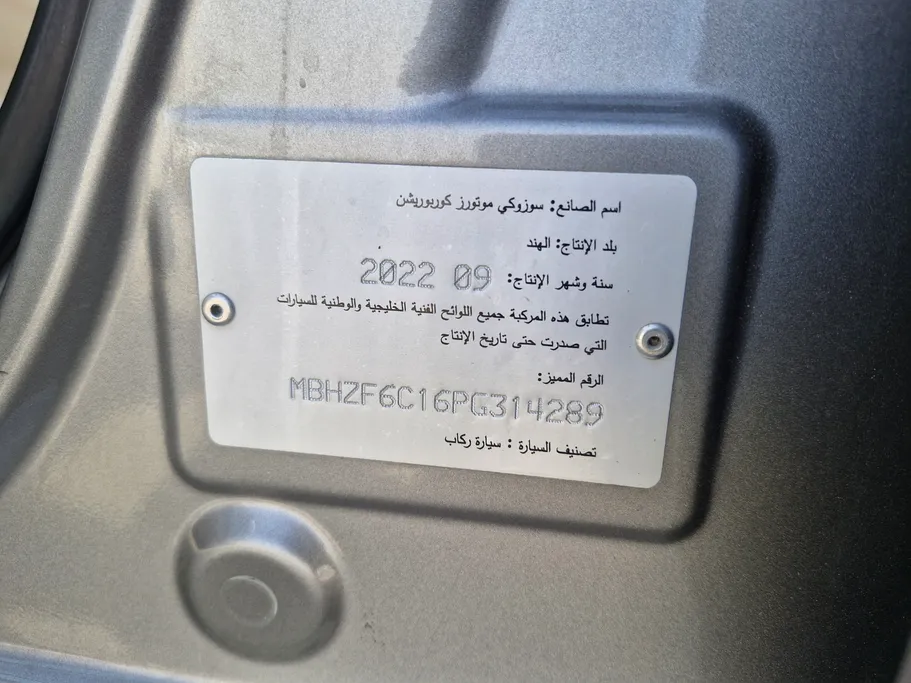 اسم الصانع: سوزوكي موتورز كوربوريشن
بلد الإنتاج: الهند
سنة وشهر الإنتاج: 2022 09
تطابق هذه المركبة جميع اللوائح الفنية الخليجية والوطنية للسيارات
التي صدرت حتى تاريخ الإنتاج
الرقم المميز:
MBHZF6C16PG314289
تصنيف السيارة : سيارة ركاب